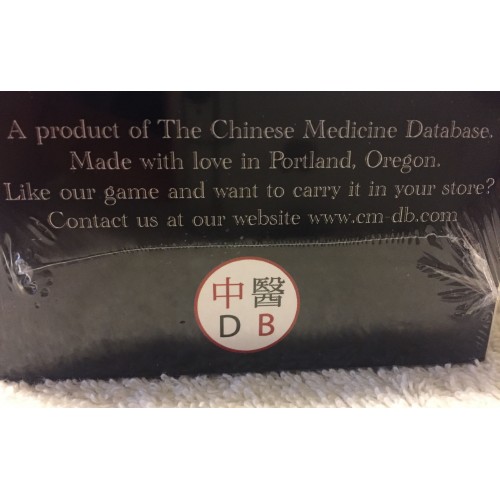 A product of The Chinese Medicine Database.
Made with love in Portland, Oregon.
Like our game and want to carry it in your store?
Contact us at our website www.cm-db.com
中醫
DB